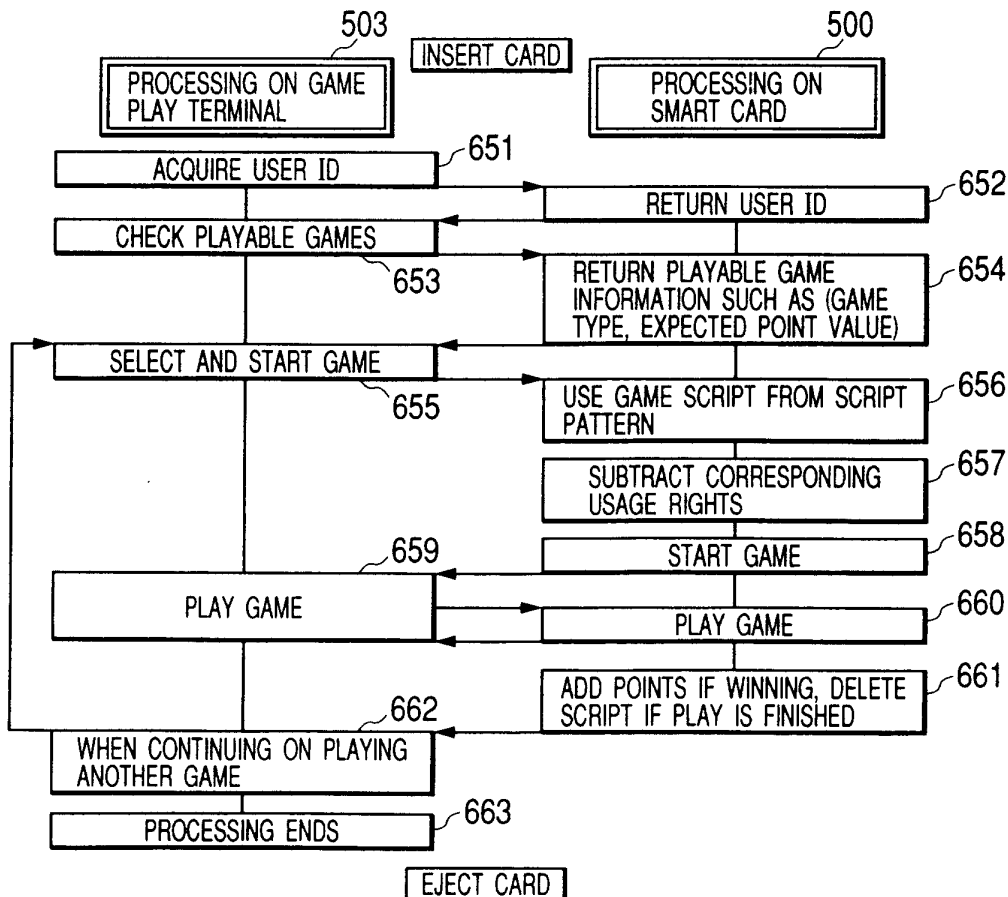 503
500
INSERT CARD
PROCESSING ON GAME
PLAY TERMINAL
PROCESSING ON
SMART CARD
651
ACQUIRE USER ID
652
RETURN USER ID
CHECK PLAYABLE GAMES
653
654
RETURN PLAYABLE GAME
INFORMATION SUCH AS (GAME
TYPE, EXPECTED POINT VALUE)
SELECT AND START GAME
655
656
USE GAME SCRIPT FROM SCRIPT
PATTERN
657
SUBTRACT CORRESPONDING
USAGE RIGHTS
658
START GAME
659
PLAY GAME
660
PLAY GAME
661
ADD POINTS IF WINNING, DELETE
SCRIPT IF PLAY IS FINISHED
662
WHEN CONTINUING ON PLAYING
ANOTHER GAME
663
PROCESSING ENDS
EJECT CARD